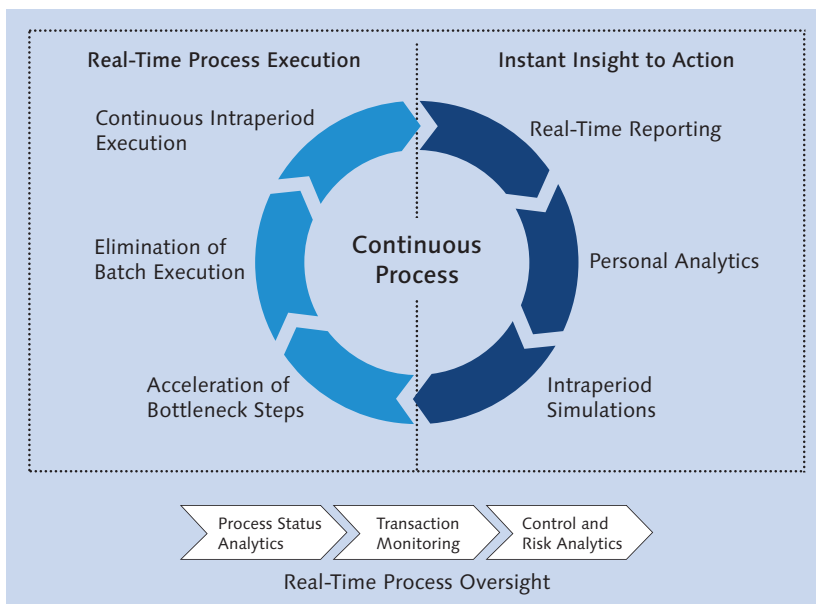 Real-Time Process Execution
Instant Insight to Action
Continuous Intraperiod
Execution
Real-Time Reporting
Elimination of
Batch Execution
Continuous
Process
Personal Analytics
Acceleration of
Bottleneck Steps
Intraperiod
Simulations
Process Status
Analytics
Transaction
Monitoring
Control and
Risk Analytics
Real-Time Process Oversight